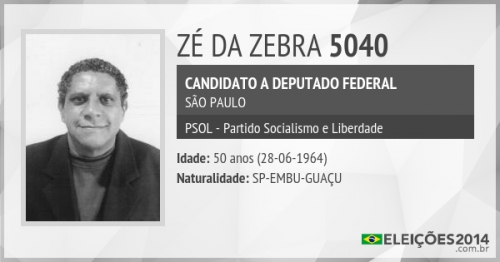 ZÉ DA ZEBRA 5040
CANDIDATO A DEPUTADO FEDERAL
SÃO PAULO
PSOL - Partido Socialismo e Liberdade
Idade: 50 anos (28-06-1964)
Naturalidade: SP-EMBU-GUAÇU
ELEIÇÕES2014
.com.br